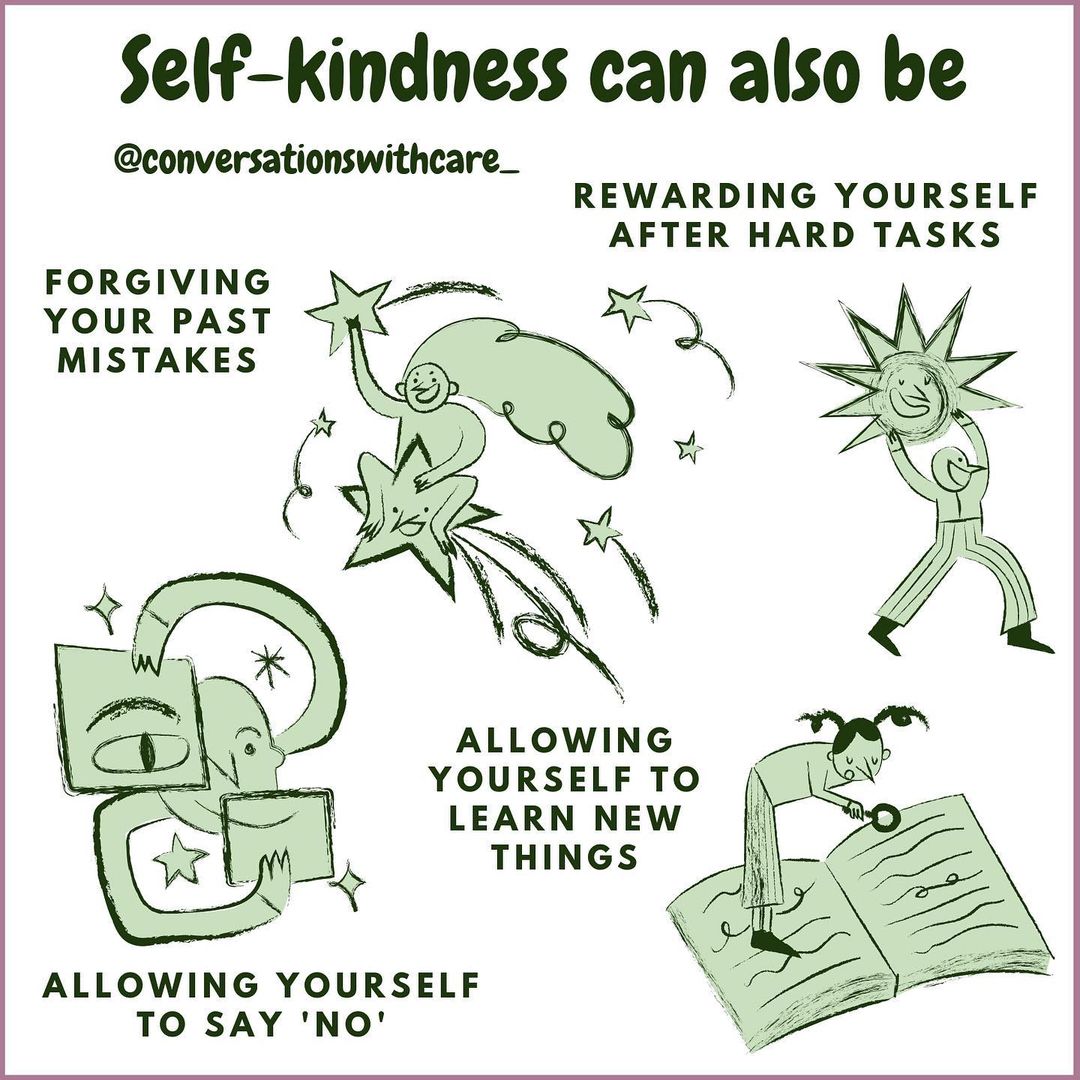 Self-kindness can also be
@conversationswithcare_
REWARDING YOURSELF
AFTER HARD TASKS
FORGIVING
YOUR PAST
MISTAKES
ALLOWING
YOURSELF TO
LEARN NEW
THINGS
ALLOWING YOURSELF
TO SAY 'NO'